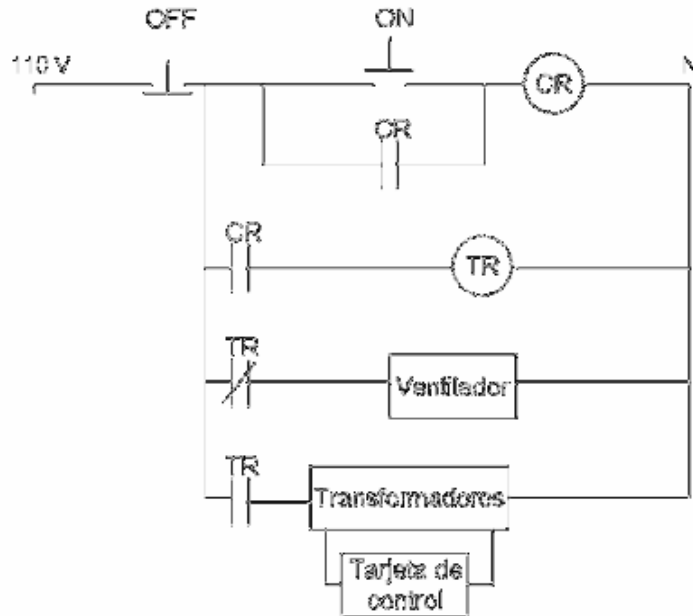 OFF
ON
110 V
N
CR
CR
CR
TR
TR
Ventilador
TR
Transformadores
Tarjeta de
control